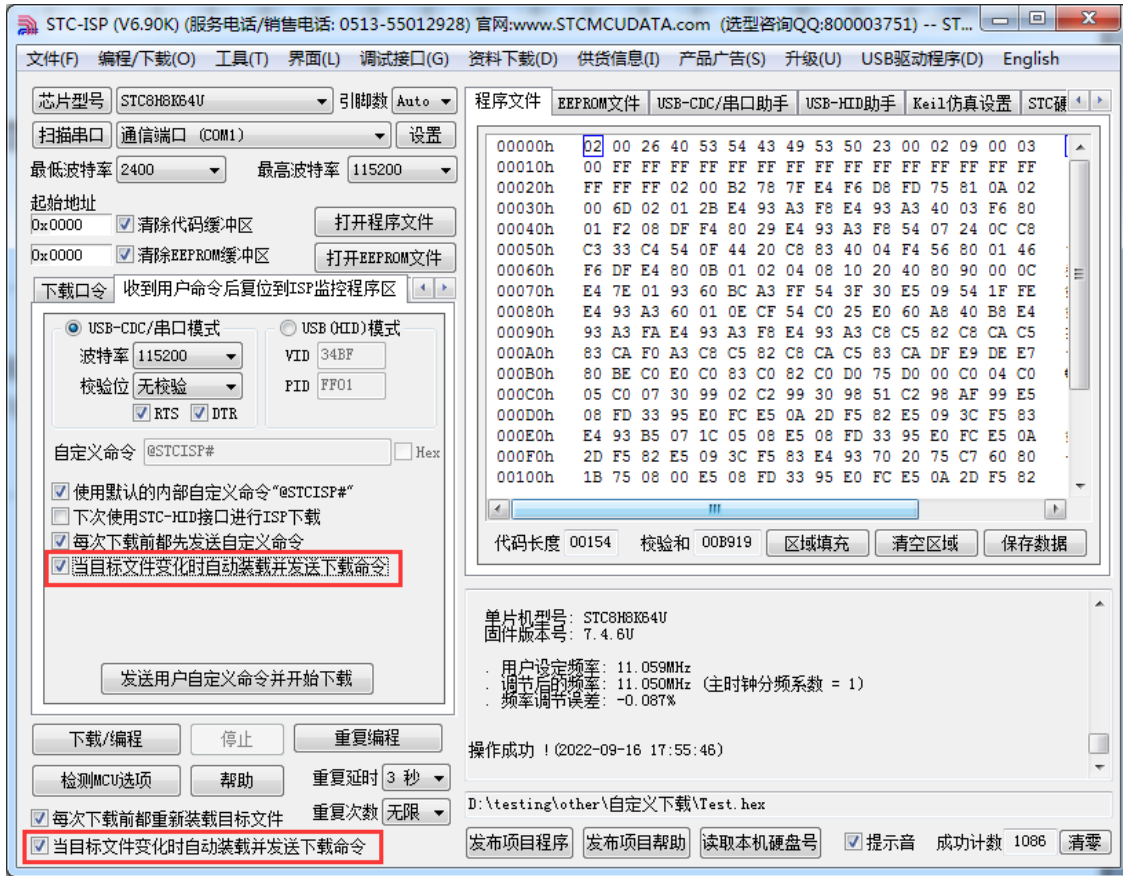 STC-ISP (V6.90K) (服务电话/销售电话: 0513-55012928) 官网:www.STCMCUDATA.com (选型咨询QQ:800003751) -- ST...
文件(F) 编程/下载(O) 工具(T) 界面(L) 调试接口(G) 资料下载(D) 供货信息(I) 产品广告(S) 升级(U) USB驱动程序(D) English
芯片型号 STC8H8K64U 引脚数 Auto
扫描串口 通信端口 (COM1) 设置
最低波特率 2400 最高波特率 115200
起始地址
0x0000 清除代码缓冲区 打开程序文件
0x0000 清除EEPROM缓冲区 打开EEPROM文件
下载口令 收到用户命令后复位到ISP监控程序区
USB-CDC/串口模式 USB(HID)模式
波特率 115200 VID 34BF
校验位 无校验 PID FF01
RTS DTR
自定义命令 @STCISP# Hex
使用默认的内部自定义命令"@STCISP#"
下次使用STC-HID接口进行ISP下载
每次下载前都先发送自定义命令
当目标文件变化时自动装载并发送下载命令
发送用户自定义命令并开始下载
下载/编程 停止 重复编程
检测MCU选项 帮助 重复延时 3 秒
每次下载前都重新装载目标文件 重复次数 无限
当目标文件变化时自动装载并发送下载命令
程序文件 EEPROM文件 USB-CDC/串口助手 USB-HID助手 Keil仿真设置 STC硬
00000h 02 00 26 40 53 54 43 49 53 50 23 00 02 09 00 03
00010h 00 FF FF FF FF FF FF FF FF FF FF FF FF FF FF FF
00020h FF FF FF 02 00 B2 78 7F E4 F6 D8 FD 75 81 0A 02
00030h 00 6D 02 01 2B E4 93 A3 F8 E4 93 A3 40 03 F6 80
00040h 01 F2 08 DF F4 80 29 E4 93 A3 F8 54 07 24 0C C8
00050h C3 33 C4 54 0F 44 20 C8 83 40 04 F4 56 80 01 46
00060h F6 DF E4 80 0B 01 02 04 08 10 20 40 80 90 00 0C
00070h E4 7E 01 93 60 BC A3 FF 54 3F 30 E5 09 54 1F FE
00080h E4 93 A3 60 01 0E CF 54 C0 25 E0 60 A8 40 B8 E4
00090h 93 A3 FA E4 93 A3 F8 E4 93 A3 C8 C5 82 C8 CA C5
000A0h 83 CA F0 A3 C8 C5 82 C8 CA C5 83 CA DF E9 DE E7
000B0h 80 BE C0 E0 C0 83 C0 82 C0 D0 75 D0 00 C0 04 C0
000C0h 05 C0 07 30 99 02 C2 99 30 98 51 C2 98 AF 99 E5
000D0h 08 FD 33 95 E0 FC E5 0A 2D F5 82 E5 09 3C F5 83
000E0h E4 93 B5 07 1C 05 08 E5 08 FD 33 95 E0 FC E5 0A
000F0h 2D F5 82 E5 09 3C F5 83 E4 93 70 20 75 C7 60 80
00100h 1B 75 08 00 E5 08 FD 33 95 E0 FC E5 0A 2D F5 82
代码长度 00154 校验和 00B919 区域填充 清空区域 保存数据
单片机型号: STC8H8K64U
固件版本号: 7.4.6U
. 用户设定频率: 11.059MHz
. 调节后的频率: 11.050MHz (主时钟分频系数 = 1)
. 频率调节误差: -0.087%
操作成功 !(2022-09-16 17:55:46)
D:\testing\other\自定义下载\Test.hex
发布项目程序 发布项目帮助 读取本机硬盘号 提示音 成功计数 1086 清零